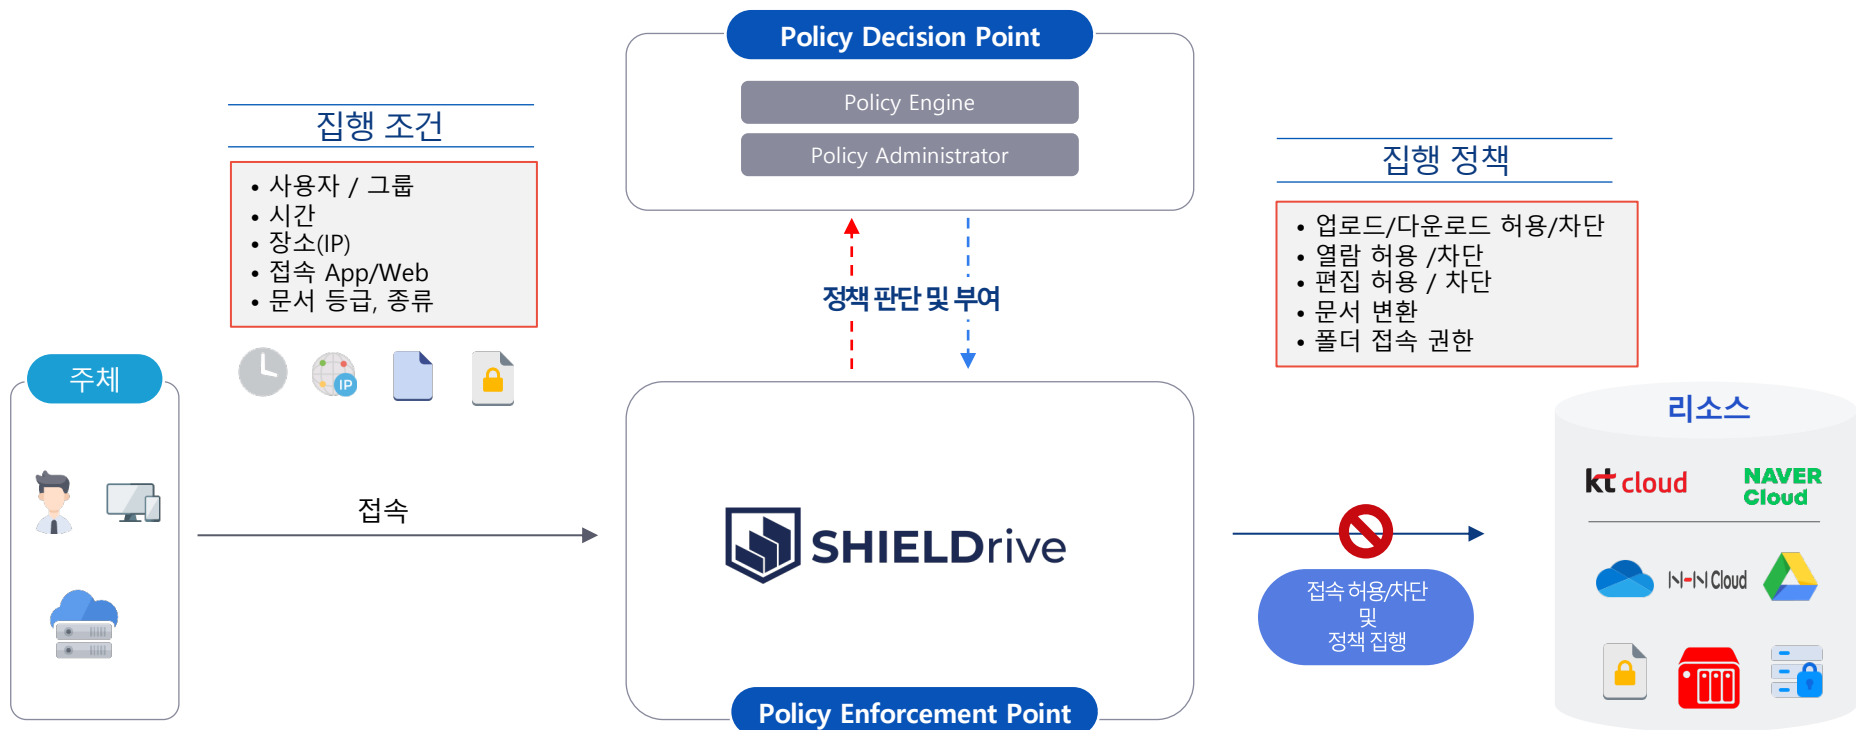 Policy Decision Point
Policy Engine
Policy Administrator
집행 조건
• 사용자 / 그룹
• 시간
• 장소(IP)
• 접속 App/Web
• 문서 등급, 종류
IP
정책 판단 및 부여
집행 정책
• 업로드/다운로드 허용/차단
• 열람 허용 /차단
• 편집 허용 / 차단
• 문서 변환
• 폴더 접속 권한
주체
접속
SHIELDrive
Policy Enforcement Point
접속 허용/차단
및
정책 집행
리소스
kt cloud
NAVER
Cloud
NHN Cloud